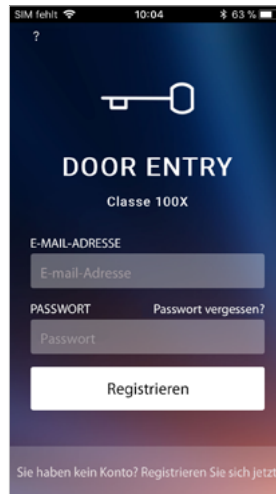 SIM fehlt 10:04 63 %
?
DOOR ENTRY
Classe 100X
E-MAIL-ADRESSE
E-mail-Adresse
PASSWORT Passwort vergessen?
Passwort
Registrieren
Sie haben kein Konto? Registrieren Sie sich jetzt